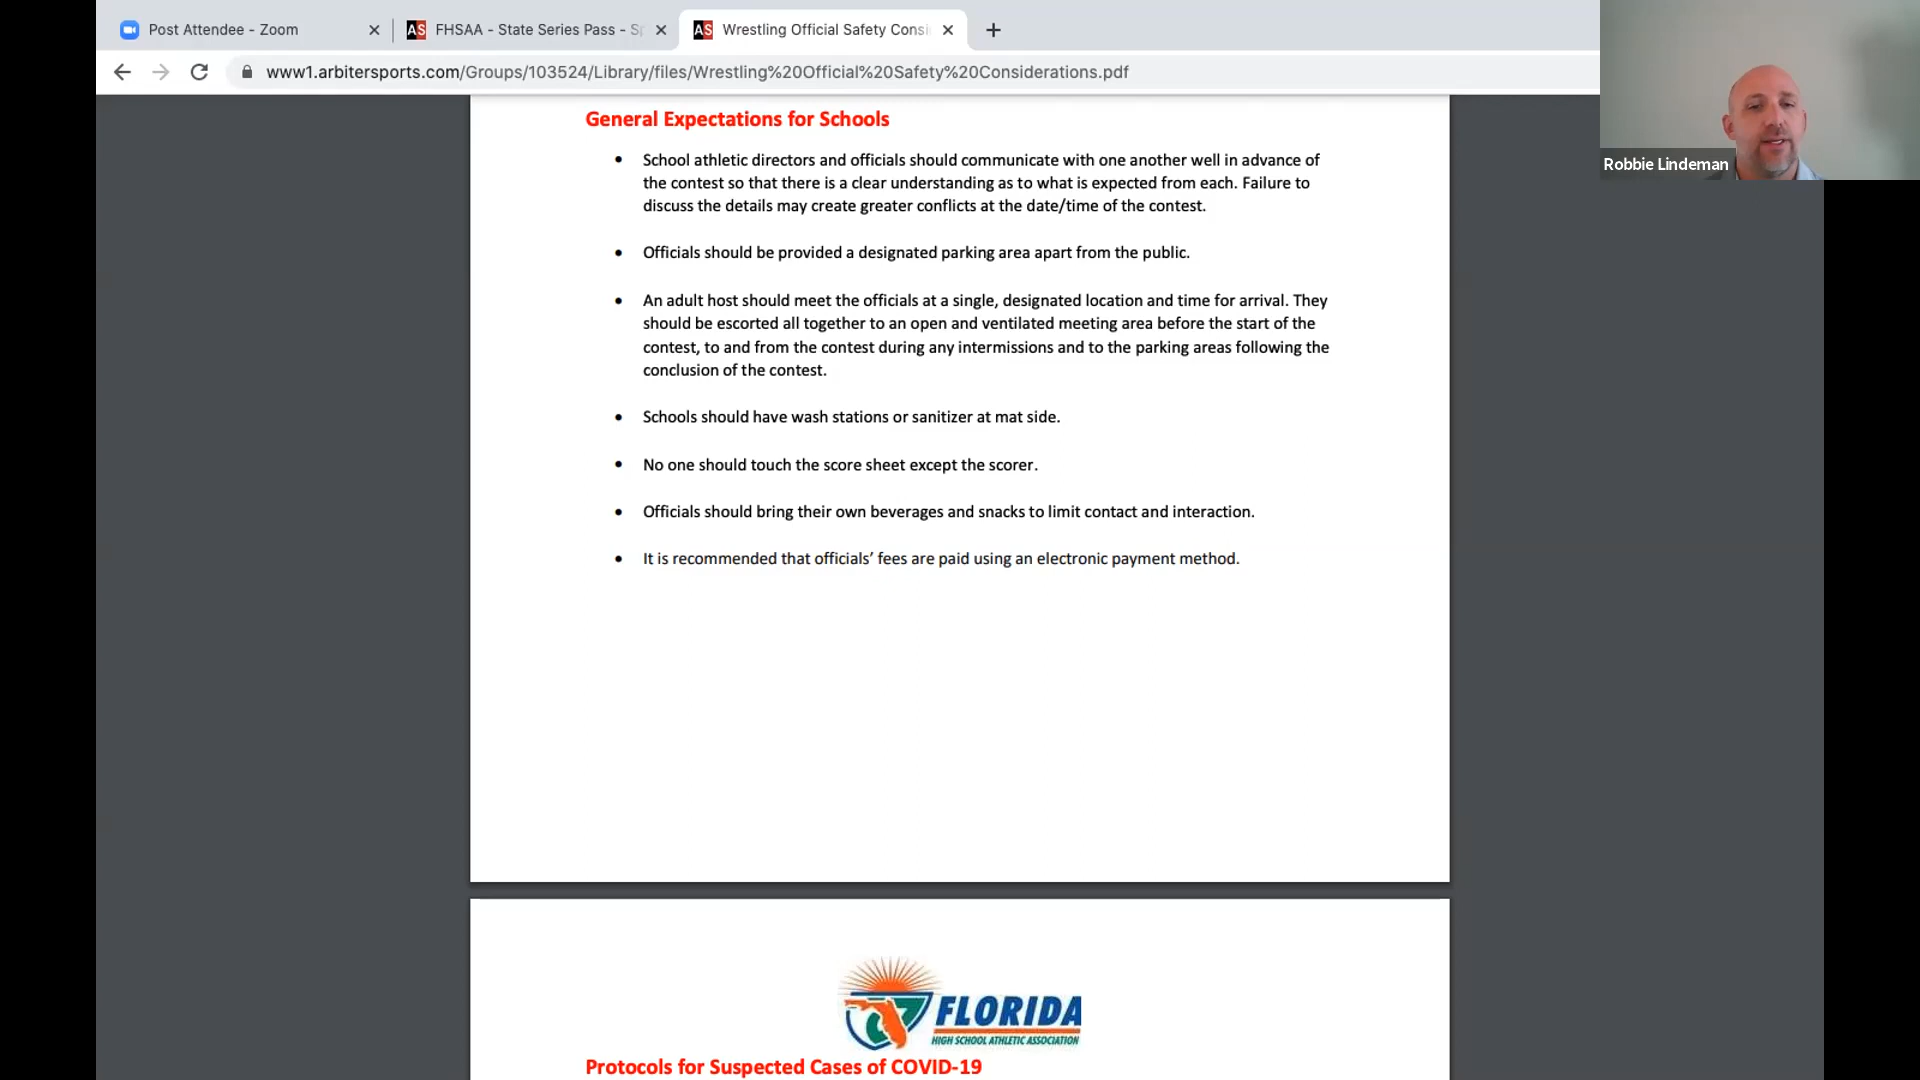 Post Attendee - Zoom
AS FHSAA - State Series Pass - Sp
AS Wrestling Official Safety Consi
www1.arbitersports.com/Groups/103524/Library/files/Wrestling%20Official%20Safety%20Considerations.pdf
Robbie Lindeman
General Expectations for Schools
• School athletic directors and officials should communicate with one another well in advance of
the contest so that there is a clear understanding as to what is expected from each. Failure to
discuss the details may create greater conflicts at the date/time of the contest.
• Officials should be provided a designated parking area apart from the public.
• An adult host should meet the officials at a single, designated location and time for arrival. They
should be escorted all together to an open and ventilated meeting area before the start of the
contest, to and from the contest during any intermissions and to the parking areas following the
conclusion of the contest.
• Schools should have wash stations or sanitizer at mat side.
• No one should touch the score sheet except the scorer.
• Officials should bring their own beverages and snacks to limit contact and interaction.
• It is recommended that officials’ fees are paid using an electronic payment method.
FLORIDA
HIGH SCHOOL ATHLETIC ASSOCIATION
Protocols for Suspected Cases of COVID-19